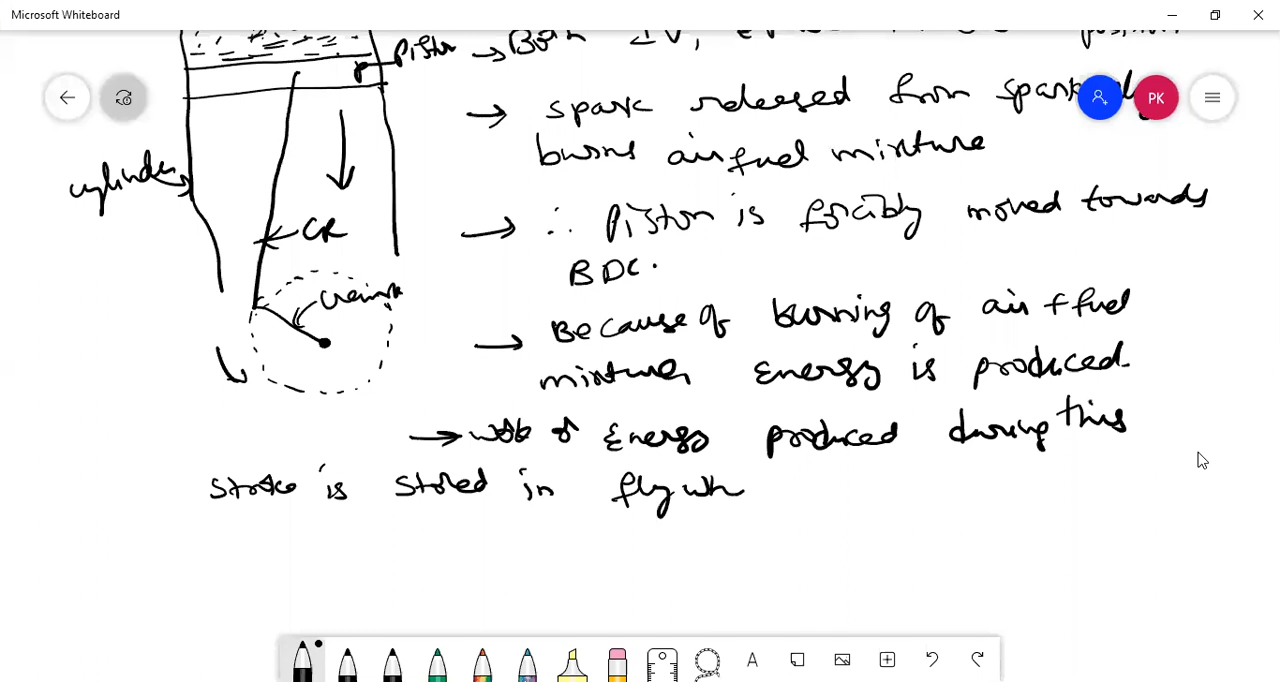 Microsoft Whiteboard
Piston → Both IV,
→ spark released from spark
PK
burns air fuel mixture
cylinder
→ ∴ Piston is forcibly moved towards
CR
BDC.
crank
→ Because of burning of air + fuel
mixture, Energy is produced.
→ Energy produced during this
stroke is stored in flywh
A